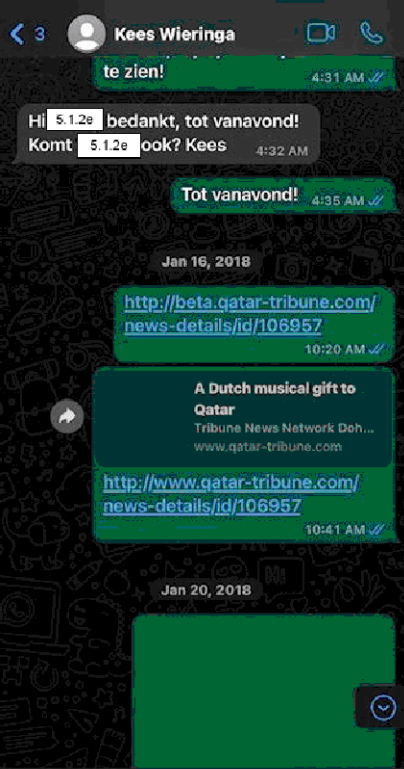 3 Kees Wieringa
te zien!
4:31 AM
Hi 5.1.2e bedankt, tot vanavond!
Komt 5.1.2e ook? Kees
4:32 AM
Tot vanavond!
4:35 AM
Jan 16, 2018
http://beta.qatar-tribune.com/
news-details/id/106957
10:20 AM
A Dutch musical gift to
Qatar
Tribune News Network Doh...
www.qatar-tribune.com
http://www.qatar-tribune.com/
news-details/id/106957
10:41 AM
Jan 20, 2018